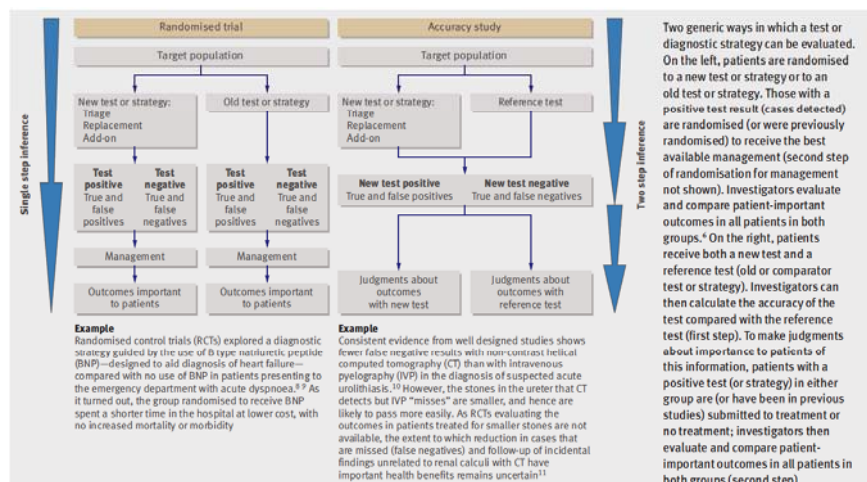 Randomised trial
Target population
New test or strategy:
Triage
Replacement
Add-on
Old test or strategy
Test
positive
True and
false
positives
Test
negative
True and
false
negatives
Test
positive
True and
false
positives
Test
negative
True and
false
negatives
Management
Management
Outcomes important
to patients
Outcomes important
to patients
Single step inference
Example
Randomised control trials (RCTs) explored a diagnostic
strategy guided by the use of B type natriuretic peptide
(BNP)—designed to aid diagnosis of heart failure—
compared with no use of BNP in patients presenting to
the emergency department with acute dyspnoea.⁸ ⁹ As
it turned out, the group randomised to receive BNP
spent a shorter time in the hospital at lower cost, with
no increased mortality or morbidity
Accuracy study
Target population
New test or strategy:
Triage
Replacement
Add-on
Reference test
New test positive
True and false positives
New test negative
True and false negatives
Judgments about
outcomes
with new test
Judgments about
outcomes with
reference test
Two step inference
Example
Consistent evidence from well designed studies shows
fewer false negative results with non-contrast helical
computed tomography (CT) than with intravenous
pyelography (IVP) in the diagnosis of suspected acute
urolithiasis.¹⁰ However, the stones in the ureter that CT
detects but IVP “misses” are smaller, and hence are
likely to pass more easily. As RCTs evaluating the
outcomes in patients treated for smaller stones are not
available, the extent to which reduction in cases that
are missed (false negatives) and follow-up of incidental
findings unrelated to renal calculi with CT have
important health benefits remains uncertain¹¹
Two generic ways in which a test or
diagnostic strategy can be evaluated.
On the left, patients are randomised
to a new test or strategy or to an
old test or strategy. Those with a
positive test result (cases detected)
are randomised (or were previously
randomised) to receive the best
available management (second step
of randomisation for management
not shown). Investigators evaluate
and compare patient-important
outcomes in all patients in both
groups.⁶ On the right, patients
receive both a new test and a
reference test (old or comparator
test or strategy). Investigators can
then calculate the accuracy of the
test compared with the reference
test (first step). To make judgments
about importance to patients of
this information, patients with a
positive test (or strategy) in either
group are (or have been in previous
studies) submitted to treatment or
no treatment; investigators then
evaluate and compare patient-
important outcomes in all patients in
both groups (second step)